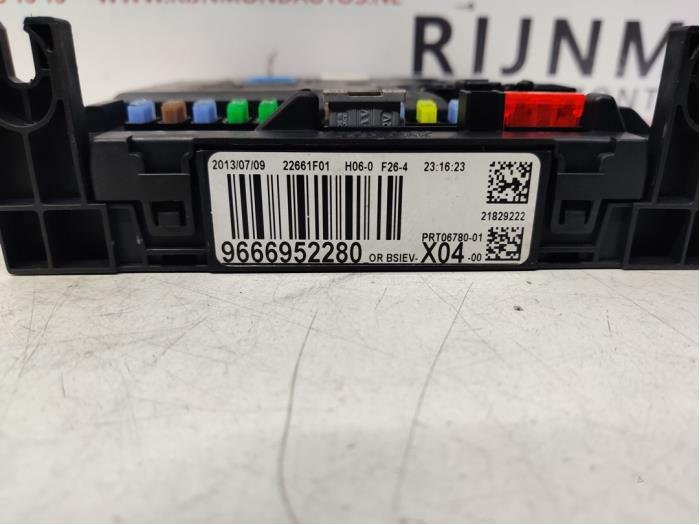 RIJNM
2013/07/09 22661F01 H06-0 F26-4 23:16:23
21829222
PRT06780-01
9666952280 OR BSIEV- X04 -00